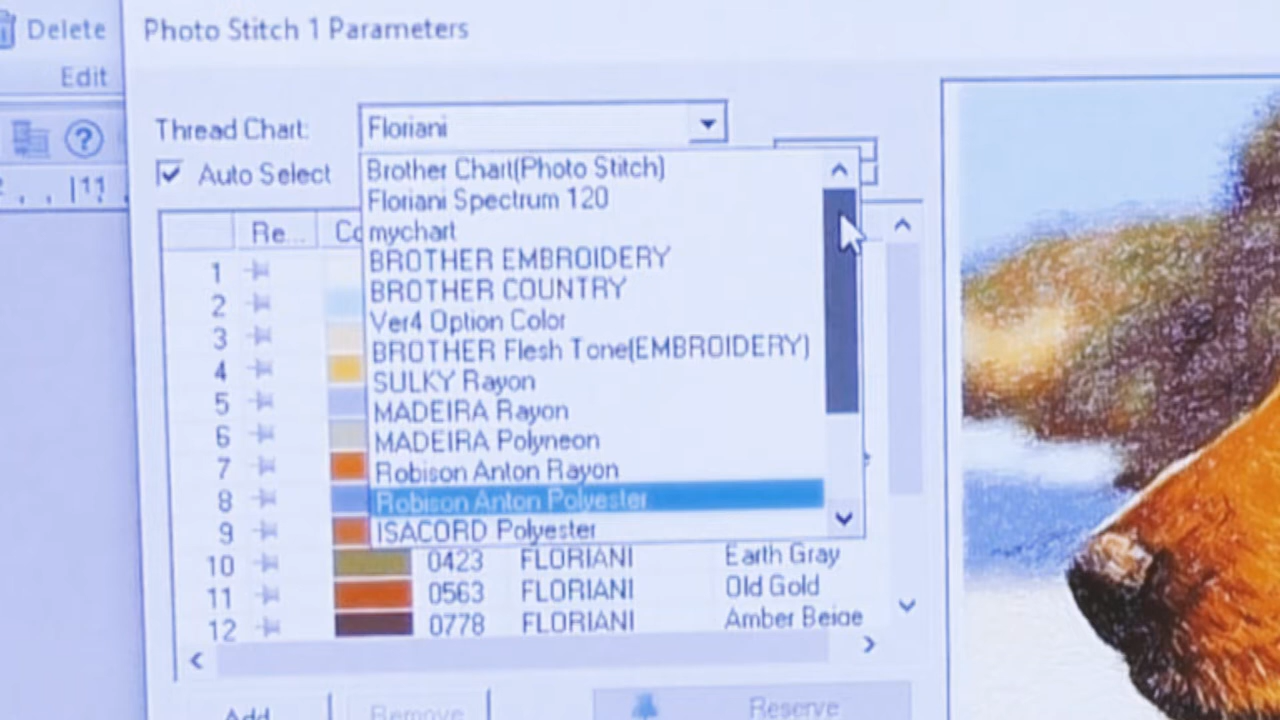 Delete
Edit
Photo Stitch 1 Parameters
Thread Chart:
Floriani
Auto Select
Re...
Co
Brother Chart(Photo Stitch)
Floriani Spectrum 120
mychart
BROTHER EMBROIDERY
BROTHER COUNTRY
Ver4 Option Color
BROTHER Flesh Tone(EMBROIDERY)
SULKY Rayon
MADEIRA Rayon
MADEIRA Polyneon
Robison Anton Rayon
Robison Anton Polyester
ISACORD Polyester
1
2
3
4
5
6
7
8
9
10 0423 FLORIANI Earth Gray
11 0563 FLORIANI Old Gold
12 0778 FLORIANI Amber Beige
Add
Remove
Reserve